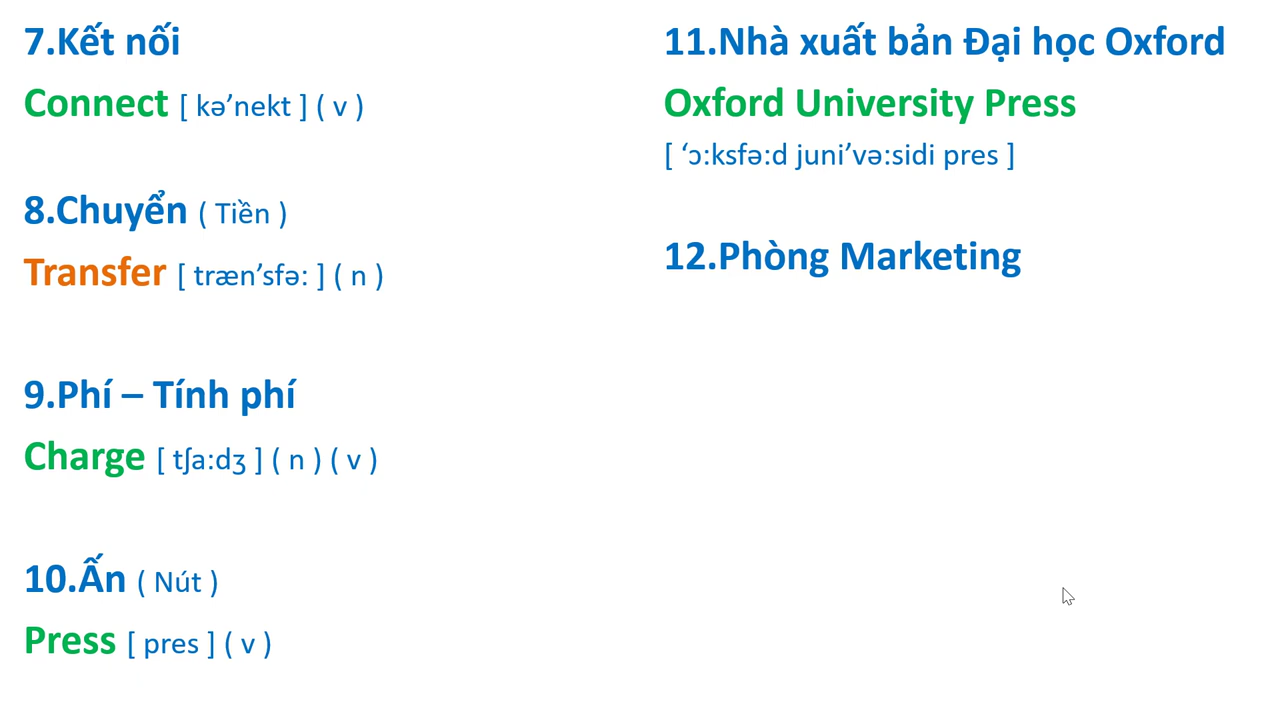 7.Kết nối
Connect [ kə’nekt ] ( v )
8.Chuyển ( Tiền )
Transfer [ træn’sfə: ] ( n )
9.Phí – Tính phí
Charge [ tʃa:dʒ ] ( n ) ( v )
10.Ấn ( Nút )
Press [ pres ] ( v )
11.Nhà xuất bản Đại học Oxford
Oxford University Press
[ ‘ɔ:ksfə:d juni’və:sidi pres ]
12.Phòng Marketing